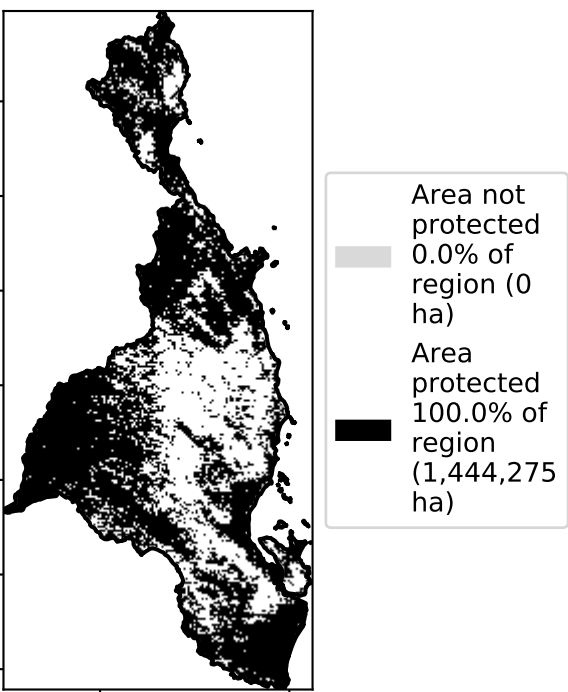 Area not
protected
0.0% of
region (0
ha)
Area
protected
100.0% of
region
(1,444,275
ha)